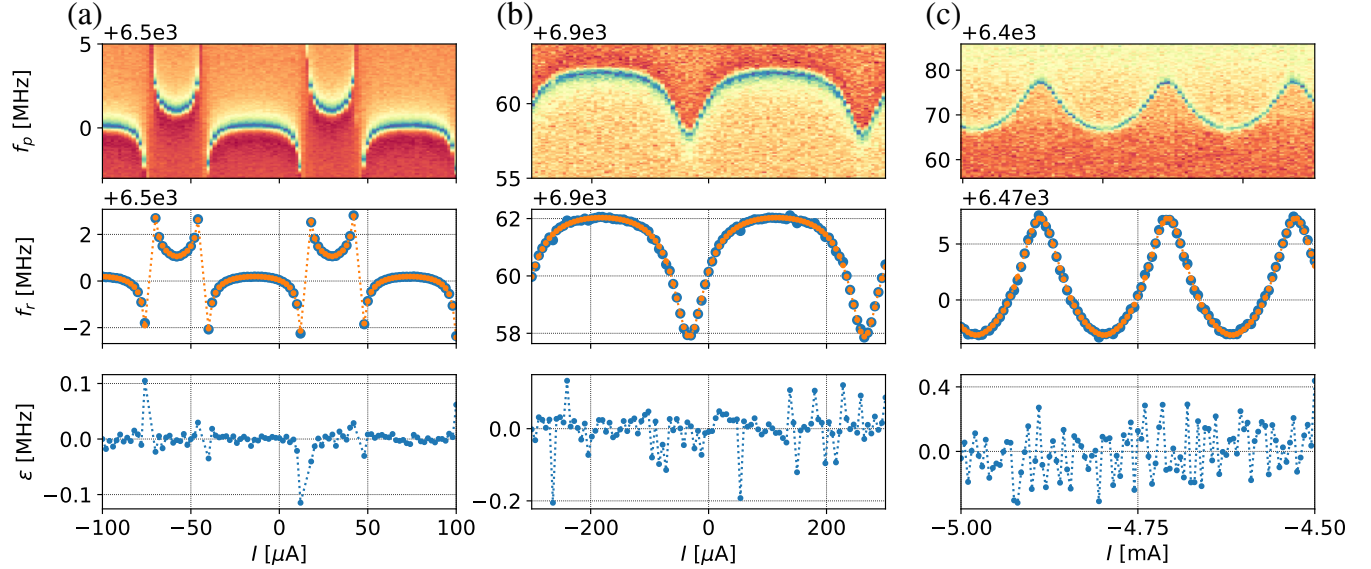 (a)
(b)
(c)
+6.5e3
+6.9e3
+6.4e3
f_p [MHz]
5
0
60
55
80
70
60
+6.5e3
+6.9e3
+6.47e3
f_r [MHz]
2
0
−2
62
60
58
5
0
ε [MHz]
0.1
0.0
−0.1
0.0
−0.2
0.4
0.0
−100
−50
0
50
100
−200
0
200
−5.00
−4.75
−4.50
I [μA]
I [μA]
I [mA]